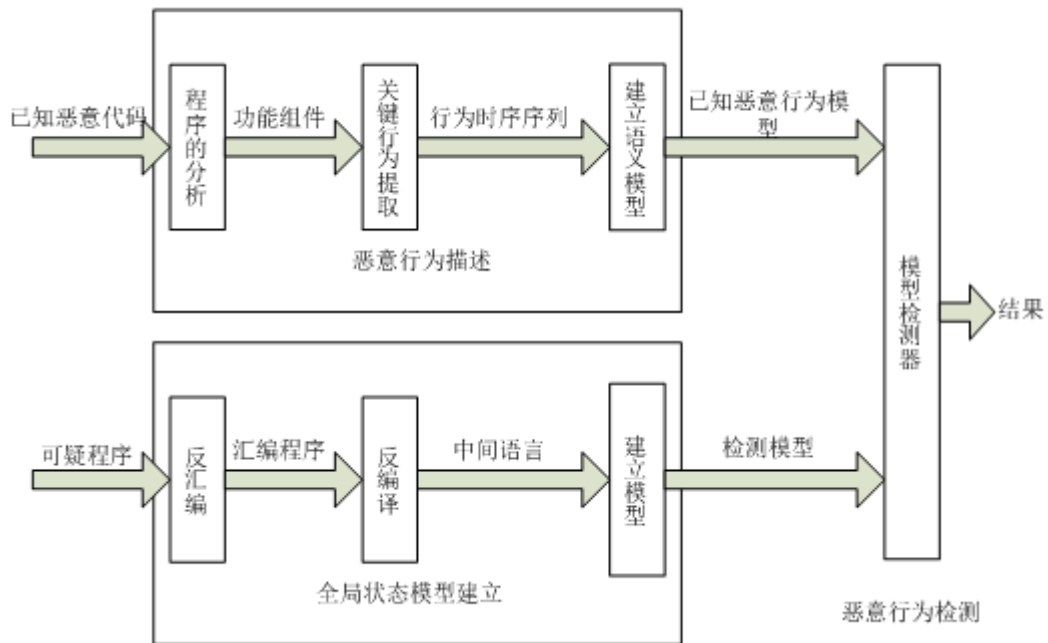 已知恶意代码
程序的分析
功能组件
关键行为提取
行为时序序列
建立语义模型
已知恶意行为模
型
恶意行为描述
模型检测器
结果
可疑程序
反汇编
汇编程序
反编译
中间语言
建立模型
检测模型
全局状态模型建立
恶意行为检测